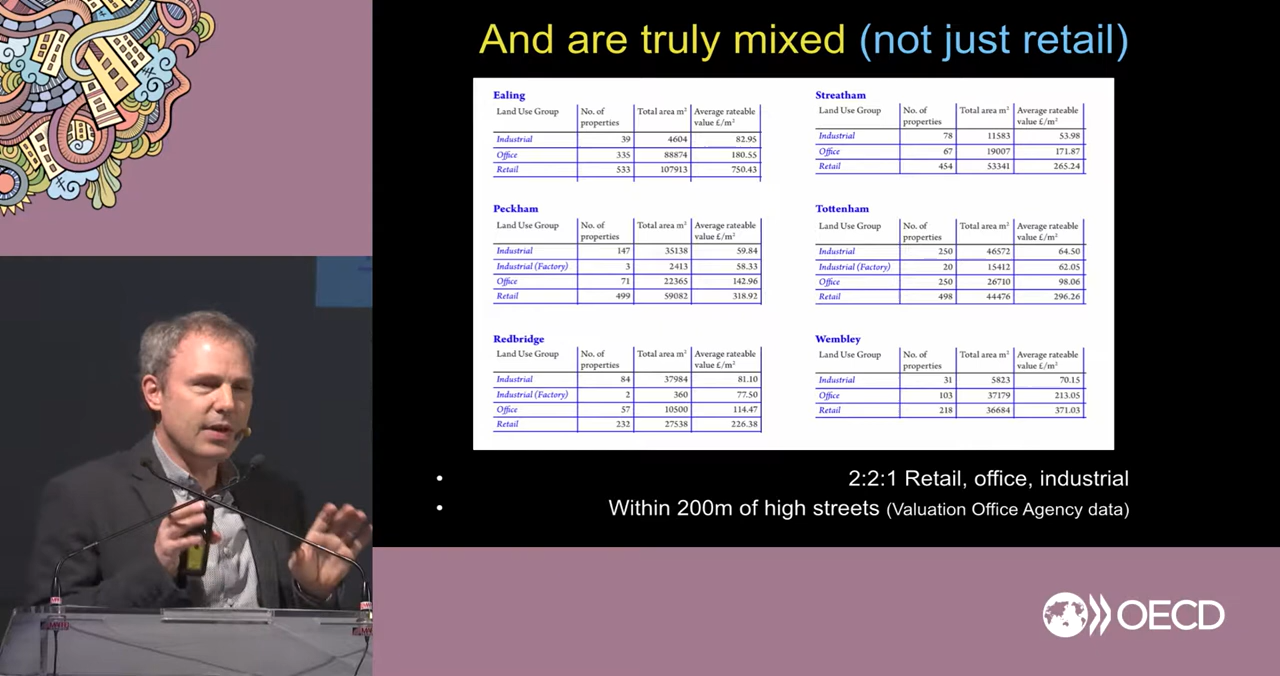 And are truly mixed (not just retail)
Ealing
Land Use Group No. of properties Total area m² Average rateable value £/m²
Industrial 39 4604 82.95
Office 335 88874 180.55
Retail 533 107913 750.43
Streatham
Land Use Group No. of properties Total area m² Average rateable value £/m²
Industrial 78 11583 53.98
Office 67 19007 171.87
Retail 454 53341 265.24
Peckham
Land Use Group No. of properties Total area m² Average rateable value £/m²
Industrial 147 35138 59.84
Industrial (Factory) 3 2413 58.33
Office 71 22365 142.96
Retail 499 59082 318.92
Tottenham
Land Use Group No. of properties Total area m² Average rateable value £/m²
Industrial 250 46572 64.50
Industrial (Factory) 20 15412 62.05
Office 250 26710 98.06
Retail 498 44476 296.26
Redbridge
Land Use Group No. of properties Total area m² Average rateable value £/m²
Industrial 84 37984 81.10
Industrial (Factory) 2 360 77.50
Office 57 10500 114.47
Retail 232 27538 226.38
Wembley
Land Use Group No. of properties Total area m² Average rateable value £/m²
Industrial 31 5823 70.15
Office 103 37179 213.05
Retail 218 36684 371.03
• 2:2:1 Retail, office, industrial
• Within 200m of high streets (Valuation Office Agency data)
OECD